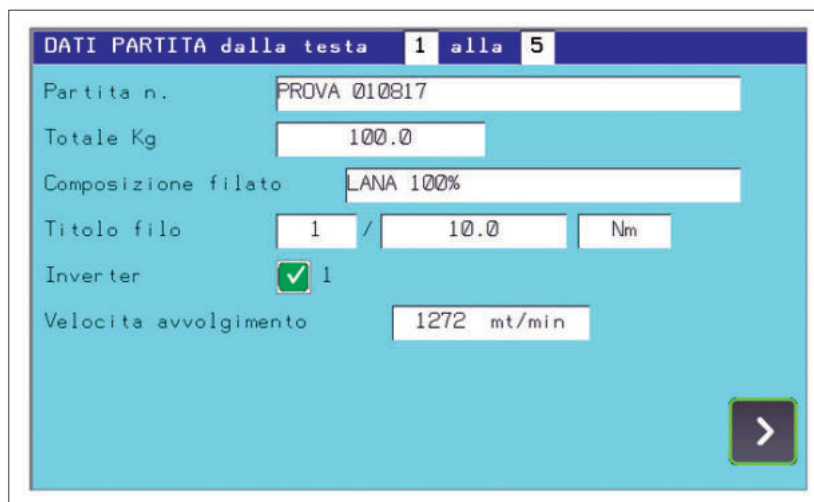 DATI PARTITA dalla testa 1 alla 5
Partita n. PROVA 010817
Totale Kg 100.0
Composizione filato LANA 100%
Titolo filo 1 / 10.0 Nm
Inverter 1
Velocita avvolgimento 1272 mt/min